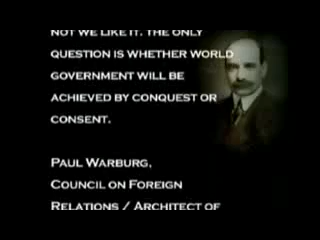 NOT WE LIKE IT. THE ONLY
QUESTION IS WHETHER WORLD
GOVERNMENT WILL BE
ACHIEVED BY CONQUEST OR
CONSENT.
PAUL WARBURG,
COUNCIL ON FOREIGN
RELATIONS / ARCHITECT OF